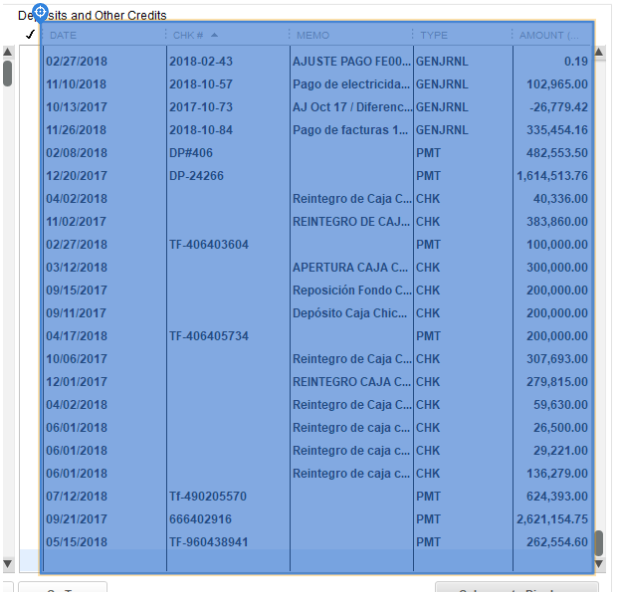 Deposits and Other Credits
DATE CHK # MEMO TYPE AMOUNT (...
02/27/2018 2018-02-43 AJUSTE PAGO FE00... GENJRNL 0.19
11/10/2018 2018-10-57 Pago de electricida... GENJRNL 102,965.00
10/13/2017 2017-10-73 AJ Oct 17 / Diferenc... GENJRNL -26,779.42
11/26/2018 2018-10-84 Pago de facturas 1... GENJRNL 335,454.16
02/08/2018 DP#406 PMT 482,553.50
12/20/2017 DP-24266 PMT 1,614,513.76
04/02/2018 Reintegro de Caja C... CHK 40,336.00
11/02/2017 REINTEGRO DE CAJ... CHK 383,860.00
02/27/2018 TF-406403604 PMT 100,000.00
03/12/2018 APERTURA CAJA C... CHK 300,000.00
09/15/2017 Reposición Fondo C... CHK 200,000.00
09/11/2017 Depósito Caja Chic... CHK 200,000.00
04/17/2018 TF-406405734 PMT 200,000.00
10/06/2017 Reintegro de Caja C... CHK 307,693.00
12/01/2017 REINTEGRO CAJA C... CHK 279,815.00
04/02/2018 Reintegro de Caja C... CHK 59,630.00
06/01/2018 Reintegro de caja c... CHK 26,500.00
06/01/2018 Reintegro de caja c... CHK 29,221.00
06/01/2018 Reintegro de caja c... CHK 136,279.00
07/12/2018 Tf-490205570 PMT 624,393.00
09/21/2017 666402916 PMT 2,621,154.75
05/15/2018 TF-960438941 PMT 262,554.60